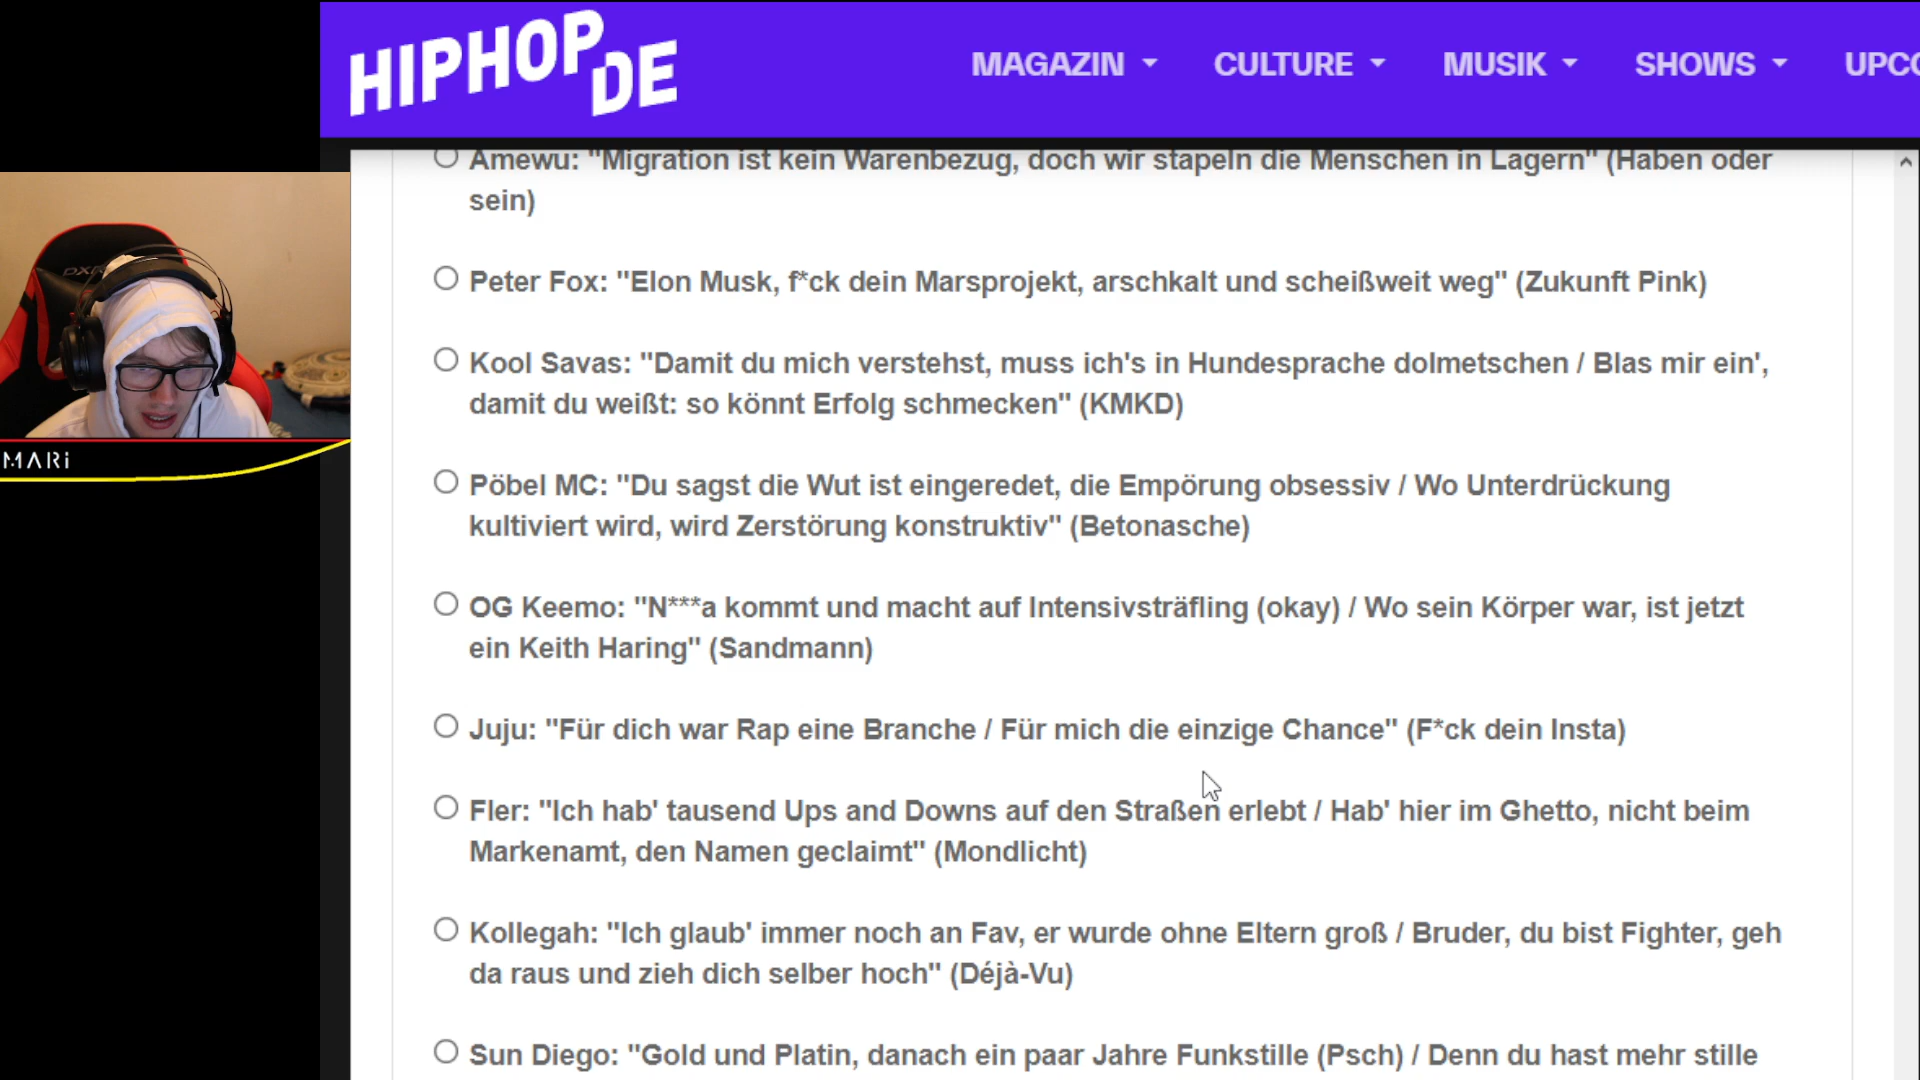 HIPHOP.DE
MAGAZIN
CULTURE
MUSIK
SHOWS
UPCO
Amewu: "Migration ist kein Warenbezug, doch wir stapeln die Menschen in Lagern" (Haben oder
sein)
Peter Fox: "Elon Musk, f*ck dein Marsprojekt, arschkalt und scheißweit weg" (Zukunft Pink)
Kool Savas: "Damit du mich verstehst, muss ich's in Hundesprache dolmetschen / Blas mir ein',
damit du weißt: so könnt Erfolg schmecken" (KMKD)
Pöbel MC: "Du sagst die Wut ist eingeredet, die Empörung obsessiv / Wo Unterdrückung
kultiviert wird, wird Zerstörung konstruktiv" (Betonasche)
OG Keemo: "N***a kommt und macht auf Intensivsträfling (okay) / Wo sein Körper war, ist jetzt
ein Keith Haring" (Sandmann)
Juju: "Für dich war Rap eine Branche / Für mich die einzige Chance" (F*ck dein Insta)
Fler: "Ich hab' tausend Ups and Downs auf den Straßen erlebt / Hab' hier im Ghetto, nicht beim
Markenamt, den Namen geclaimt" (Mondlicht)
Kollegah: "Ich glaub' immer noch an Fav, er wurde ohne Eltern groß / Bruder, du bist Fighter, geh
da raus und zieh dich selber hoch" (Déjà-Vu)
Sun Diego: "Gold und Platin, danach ein paar Jahre Funkstille (Psch) / Denn du hast mehr stille
MARi